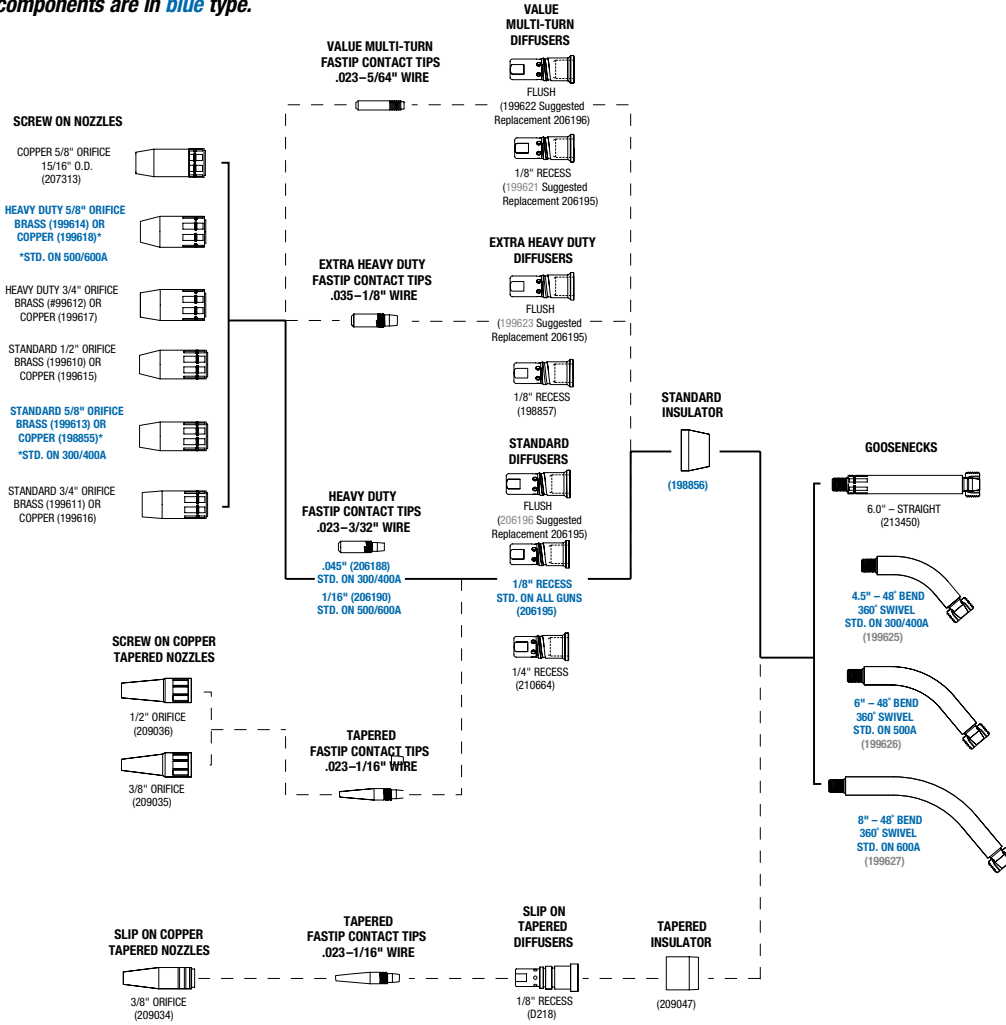 components are in blue type.
SCREW ON NOZZLES
COPPER 5/8" ORIFICE
15/16" O.D.
(207313)
HEAVY DUTY 5/8" ORIFICE
BRASS (199614) OR
COPPER (199618)*
*STD. ON 500/600A
HEAVY DUTY 3/4" ORIFICE
BRASS (#99612) OR
COPPER (199617)
STANDARD 1/2" ORIFICE
BRASS (199610) OR
COPPER (199615)
STANDARD 5/8" ORIFICE
BRASS (199613) OR
COPPER (198855)*
*STD. ON 300/400A
STANDARD 3/4" ORIFICE
BRASS (199611) OR
COPPER (199616)
SCREW ON COPPER
TAPERED NOZZLES
1/2" ORIFICE
(209036)
3/8" ORIFICE
(209035)
SLIP ON COPPER
TAPERED NOZZLES
3/8" ORIFICE
(209034)
VALUE MULTI-TURN
FASTIP CONTACT TIPS
.023–5/64" WIRE
EXTRA HEAVY DUTY
FASTIP CONTACT TIPS
.035–1/8" WIRE
HEAVY DUTY
FASTIP CONTACT TIPS
.023–3/32" WIRE
.045" (206188)
STD. ON 300/400A
1/16" (206190)
STD. ON 500/600A
TAPERED
FASTIP CONTACT TIPS
.023–1/16" WIRE
TAPERED
FASTIP CONTACT TIPS
.023–1/16" WIRE
VALUE
MULTI-TURN
DIFFUSERS
FLUSH
(199622 Suggested
Replacement 206196)
1/8" RECESS
(199621 Suggested
Replacement 206195)
EXTRA HEAVY DUTY
DIFFUSERS
FLUSH
(199623 Suggested
Replacement 206195)
1/8" RECESS
(198857)
STANDARD
DIFFUSERS
FLUSH
(206196 Suggested
Replacement 206195)
1/8" RECESS
STD. ON ALL GUNS
(206195)
1/4" RECESS
(210664)
SLIP ON
TAPERED
DIFFUSERS
1/8" RECESS
(D218)
STANDARD
INSULATOR
(198856)
TAPERED
INSULATOR
(209047)
GOOSENECKS
6.0" – STRAIGHT
(213450)
4.5" – 48° BEND
360° SWIVEL
STD. ON 300/400A
(199625)
6" – 48° BEND
360° SWIVEL
STD. ON 500A
(199626)
8" – 48° BEND
360° SWIVEL
STD. ON 600A
(199627)